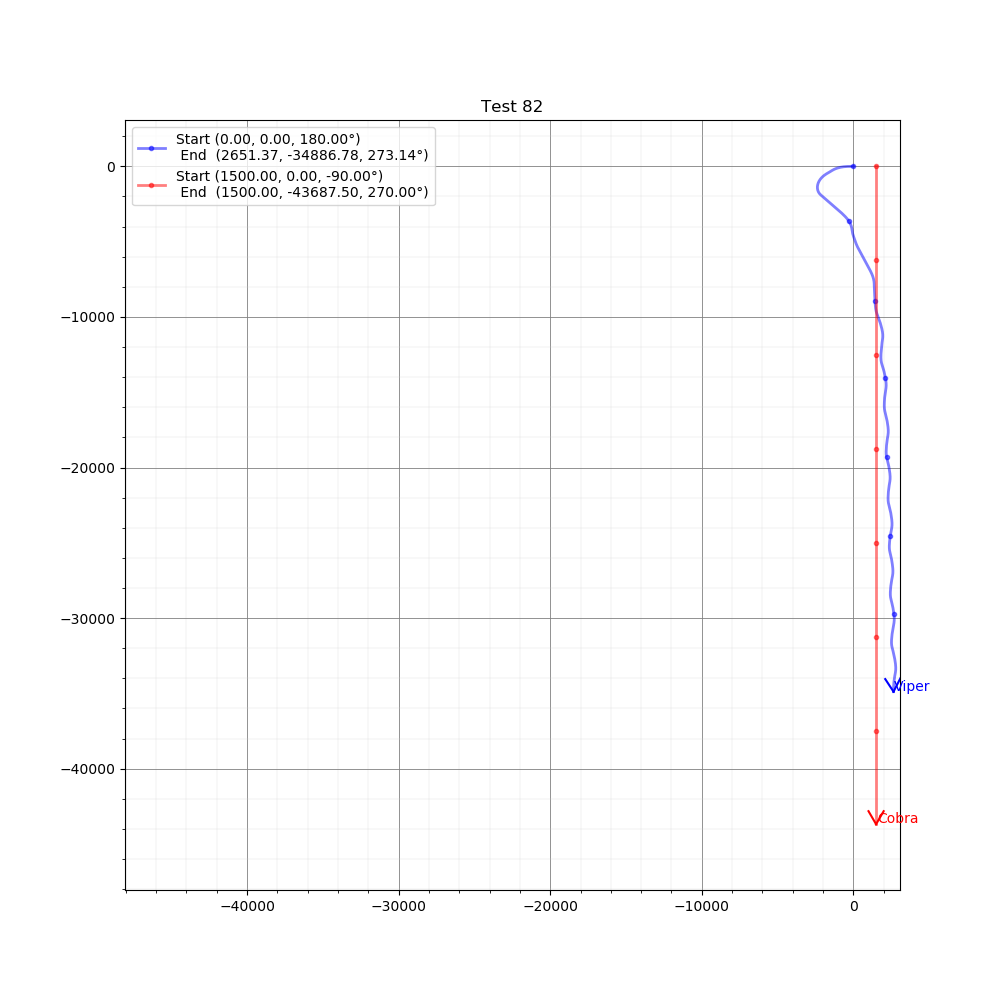 Test 82
Start (0.00, 0.00, 180.00°)
End (2651.37, -34886.78, 273.14°)
Start (1500.00, 0.00, -90.00°)
End (1500.00, -43687.50, 270.00°)
0
−10000
−20000
−30000
−40000
Viper
Cobra
−40000 −30000 −20000 −10000 0